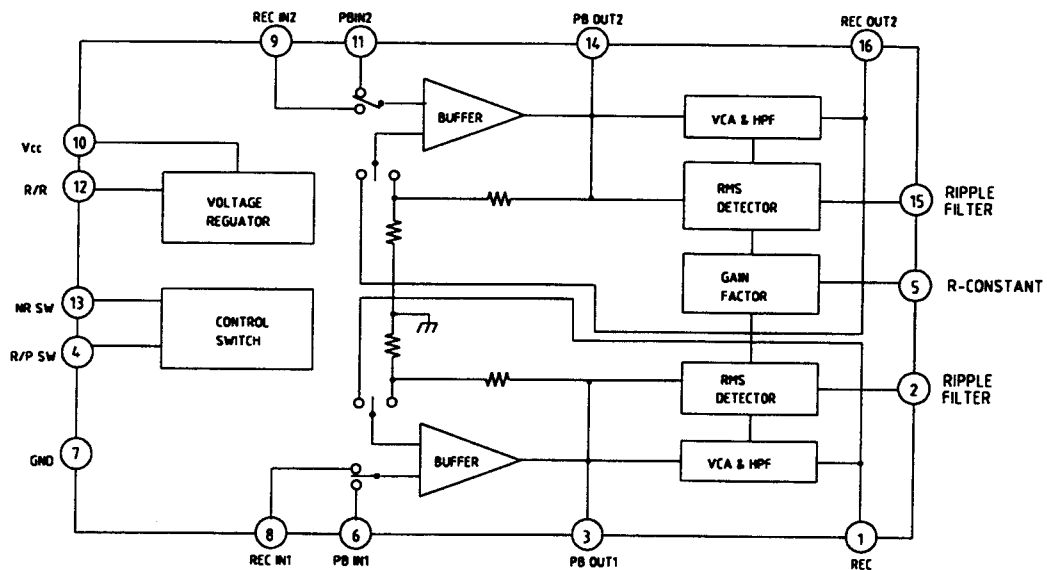 REC IN2
PBIN2
PB OUT2
REC OUT2
9
11
14
16
BUFFER
VCA & HPF
Vcc
10
R/R
12
VOLTAGE
REGUATOR
RMS
DETECTOR
15
RIPPLE
FILTER
NR SW
13
CONTROL
SWITCH
GAIN
FACTOR
5
R-CONSTANT
R/P SW
4
RMS
DETECTOR
2
RIPPLE
FILTER
GND
7
BUFFER
VCA & HPF
8
6
3
1
REC IN1
PB IN1
PB OUT1
REC